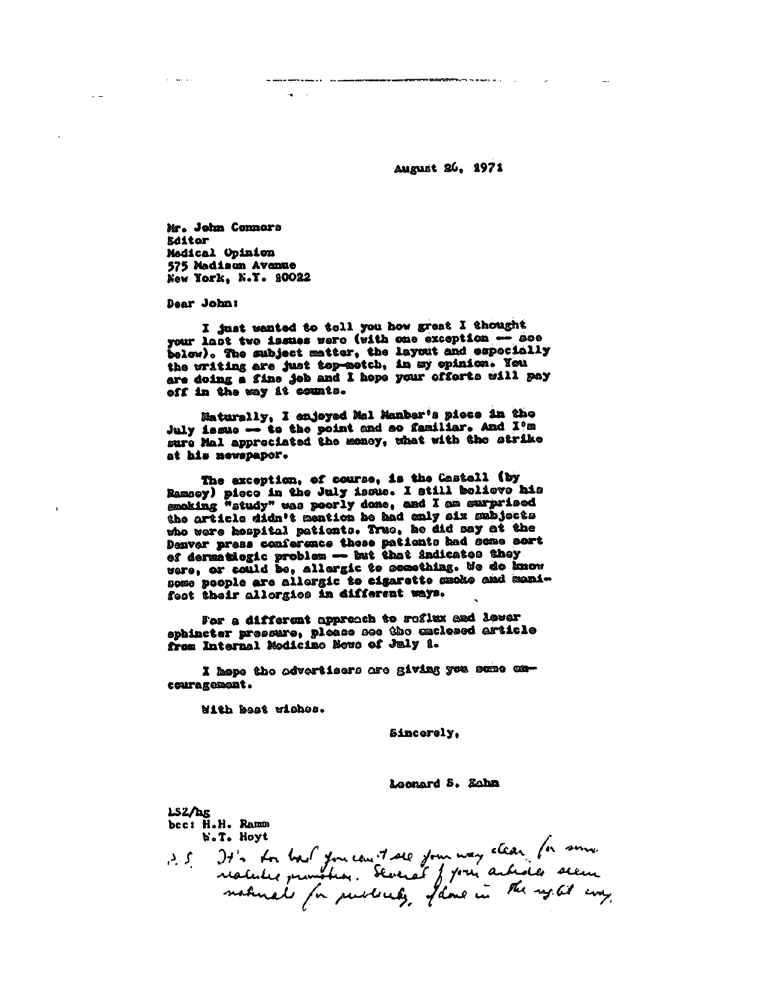 August 26, 1971
Mr. John Connors
Editor
Medical Opinion
575 Madison Avenue
New York, N.Y. 10022
Dear John:
I just wanted to tell you how great I thought
your last two issues were (with one exception -- see
below). The subject matter, the layout and especially
the writing are just top-notch, in my opinion. You
are doing a fine job and I hope your efforts will pay
off in the way it counts.
Naturally, I enjoyed Mal Manber's piece in the
July issue -- to the point and so familiar. And I'm
sure Mal appreciated the money, what with the strike
at his newspaper.
The exception, of course, is the Castell (by
Ramsey) piece in the July issue. I still believe his
smoking "study" was poorly done, and I am surprised
the article didn't mention he had only six subjects
who were hospital patients. True, he did say at the
Denver press conference these patients had some sort
of dermatlogic problem -- but that indicates they
were, or could be, allergic to something. We do know
some people are allergic to cigarette smoke and mani-
fest their allergies in different ways.
For a different approach to reflux and lower
sphincter pressure, please see the enclosed article
from Internal Medicine News of July 1.
I hope the advertisers are giving you some en-
couragement.
With best wishes.
Sincerely,
Leonard S. Zahn
LSZ/hg
bcc: H.H. Ramm
W.T. Hoyt
P.S. It's too bad you can't see your way clear for some
promotion. Several of your articles seem
naturals for publicity, if done in the right way.